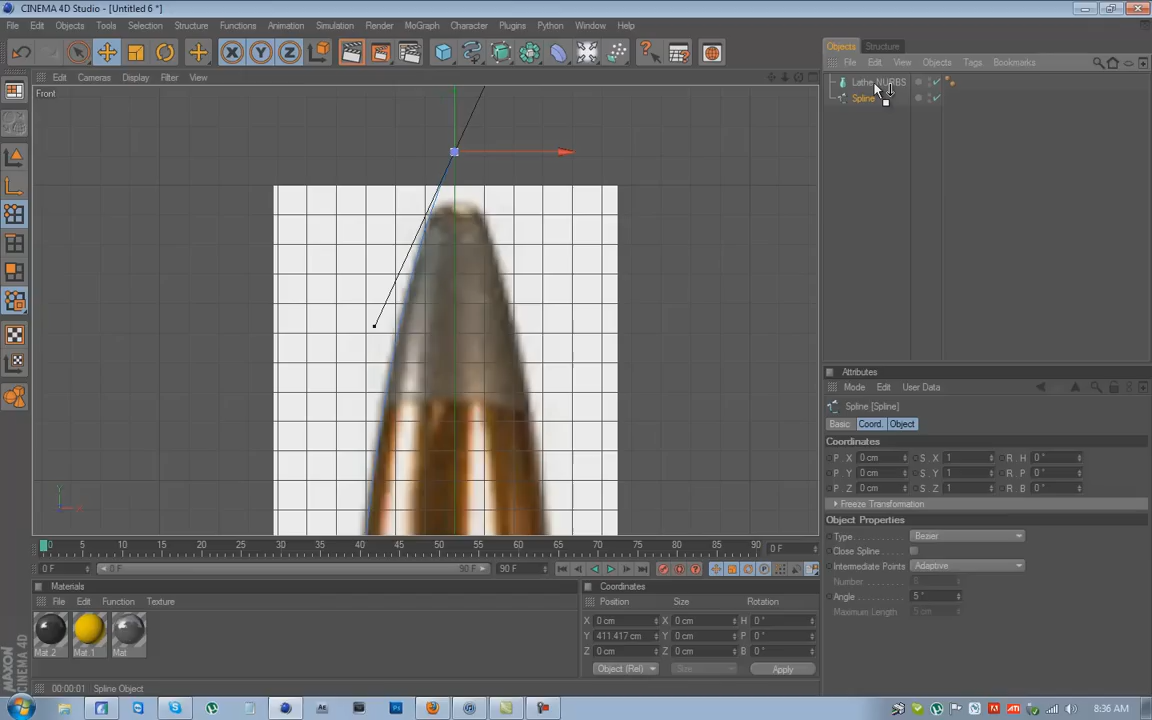 CINEMA 4D Studio - [Untitled 6 *]
File Edit Objects Tools Selection Structure Functions Animation Simulation Render MoGraph Character Plugins Python Window Help
Objects Structure
File Edit View Objects Tags Bookmarks
Edit Cameras Display Filter View
Lathe NURBS
Spline
Front
Attributes
Mode Edit User Data
Spline [Spline]
Basic Coord. Object
Coordinates
P . X 0 cm S . X 1 R . H 0 °
P . Y 0 cm S . Y 1 R . P 0 °
P . Z 0 cm S . Z 1 R . B 0 °
Freeze Transformation
Object Properties
Type Bezier
Close Spline
Intermediate Points Adaptive
Number
Angle 5 °
Maximum Length 5 cm
0 5 10 15 20 25 30 35 40 45 50 55 60 65 70 75 80 85 90 0 F
0 F 0 F 90 F 90 F
Materials
File Edit Function Texture
Mat 2 Mat 1 Mat
Coordinates
Position Size Rotation
X 0 cm X 0 cm H 0 °
Y 411.417 cm Y 0 cm P 0 °
Z 0 cm Z 0 cm B 0 °
Object (Rel) Size Apply
MAXON
CINEMA 4D
00:00:01 Spline Object
8:36 AM